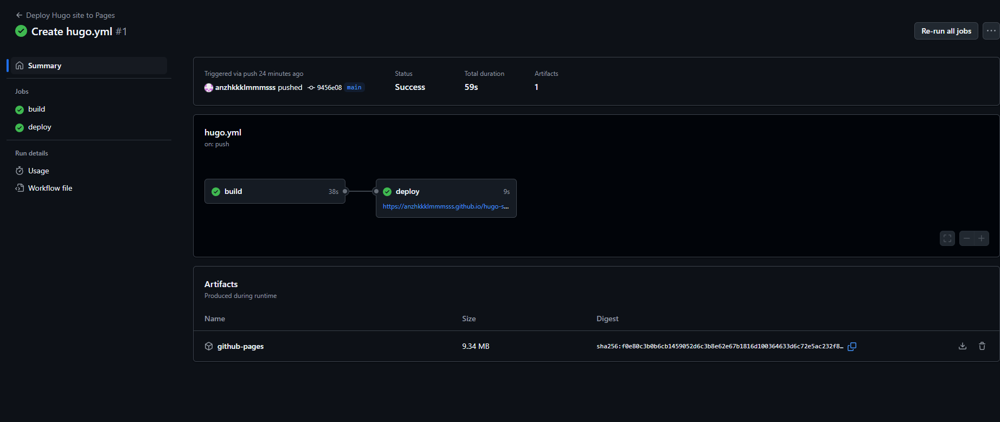 Deploy Hugo site to Pages
Create hugo.yml #1
Re-run all jobs
Summary
Jobs
build
deploy
Run details
Usage
Workflow file
Triggered via push 24 minutes ago
anzhkkklmmmsss pushed 9456e08 main
Status
Success
Total duration
59s
Artifacts
1
hugo.yml
on: push
build 38s
deploy 9s
https://anzhkkklmmmsss.github.io/hugo-s...
Artifacts
Produced during runtime
Name Size Digest
github-pages 9.34 MB sha256:f0e80c3b0b6cb1459052d6c3b8e62e67b1816d100364633d6c72e5ac232f8…